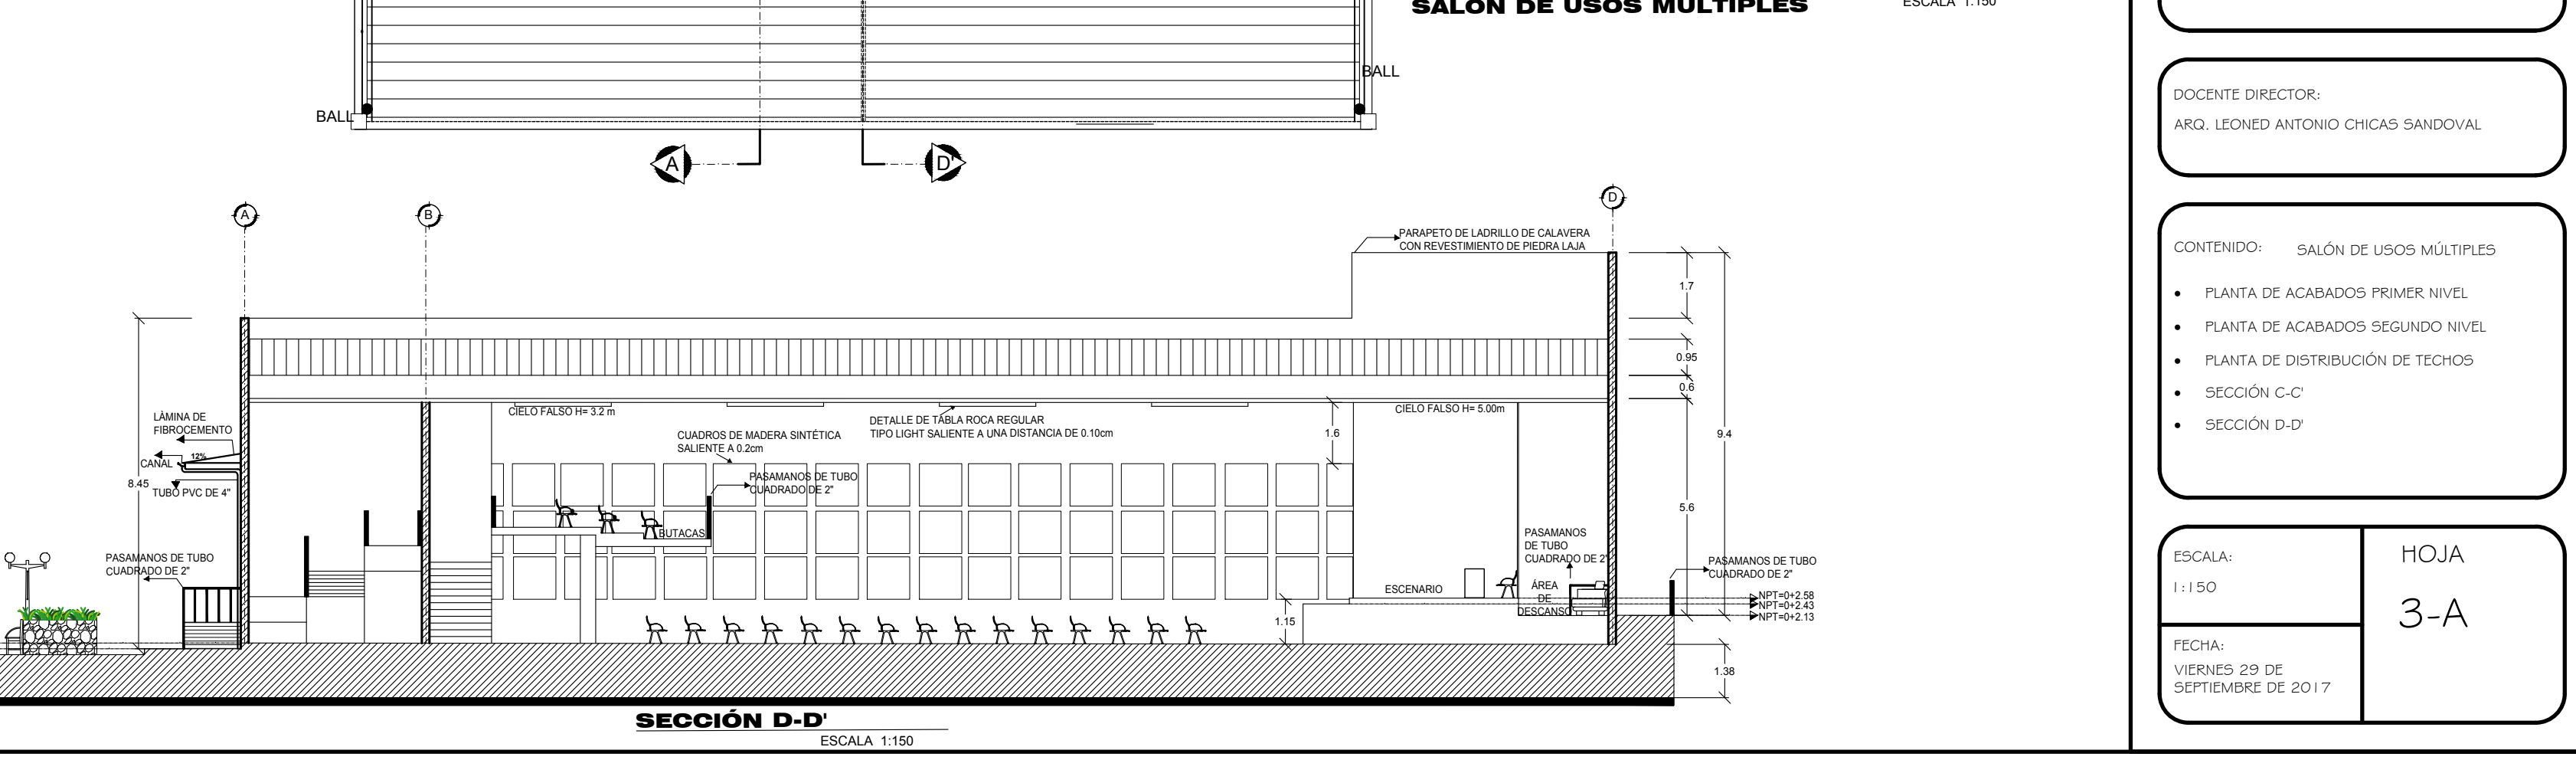 SALÓN DE USOS MÚLTIPLES
ESCALA 1:150
BALL
BALL
A
D'
A
B
D
PARAPETO DE LADRILLO DE CALAVERA
CON REVESTIMIENTO DE PIEDRA LAJA
1.7
0.95
0.6
9.4
5.6
1.38
LÀMINA DE
FIBROCEMENTO
12%
CANAL
8.45
TUBO PVC DE 4"
PASAMANOS DE TUBO
CUADRADO DE 2"
CIELO FALSO H= 3.2 m
DETALLE DE TABLA ROCA REGULAR
TIPO LIGHT SALIENTE A UNA DISTANCIA DE 0.10cm
CUADROS DE MADERA SINTÉTICA
SALIENTE A 0.2cm
PASAMANOS DE TUBO
CUADRADO DE 2"
BUTACAS
1.6
CIELO FALSO H= 5.00m
PASAMANOS
DE TUBO
CUADRADO DE 2"
ESCENARIO
ÁREA
DE
DESCANSO
1.15
PASAMANOS DE TUBO
CUADRADO DE 2"
NPT=0+2.58
NPT=0+2.43
NPT=0+2.13
SECCIÓN D-D'
ESCALA 1:150
DOCENTE DIRECTOR:
ARQ. LEONED ANTONIO CHICAS SANDOVAL
CONTENIDO: SALÓN DE USOS MÚLTIPLES
• PLANTA DE ACABADOS PRIMER NIVEL
• PLANTA DE ACABADOS SEGUNDO NIVEL
• PLANTA DE DISTRIBUCIÓN DE TECHOS
• SECCIÓN C-C'
• SECCIÓN D-D'
ESCALA:
1:150
FECHA:
VIERNES 29 DE
SEPTIEMBRE DE 2017
HOJA
3-A